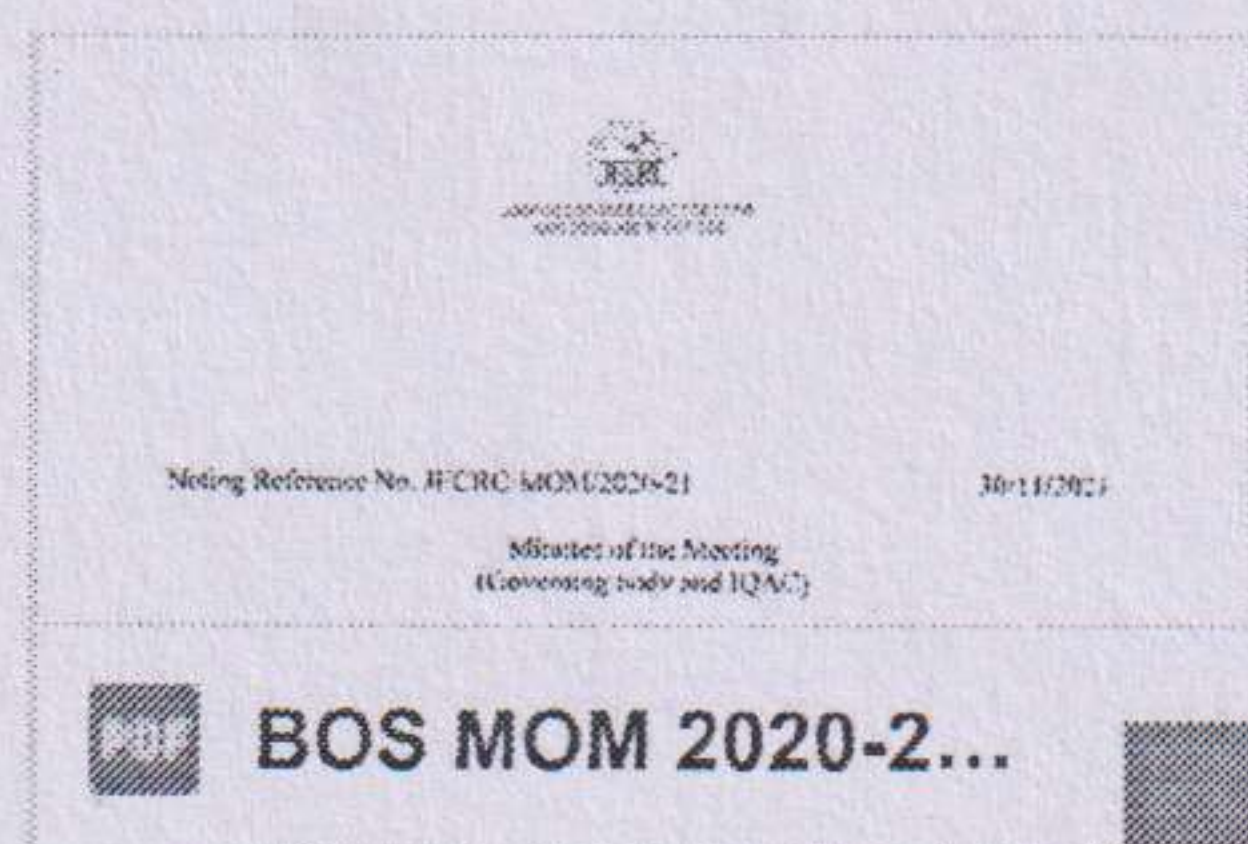 Noting Reference No. JECRC MOM/2020-21
Minutes of the Meeting
(Governing body and IQAC)
PDF
BOS MOM 2020-2...